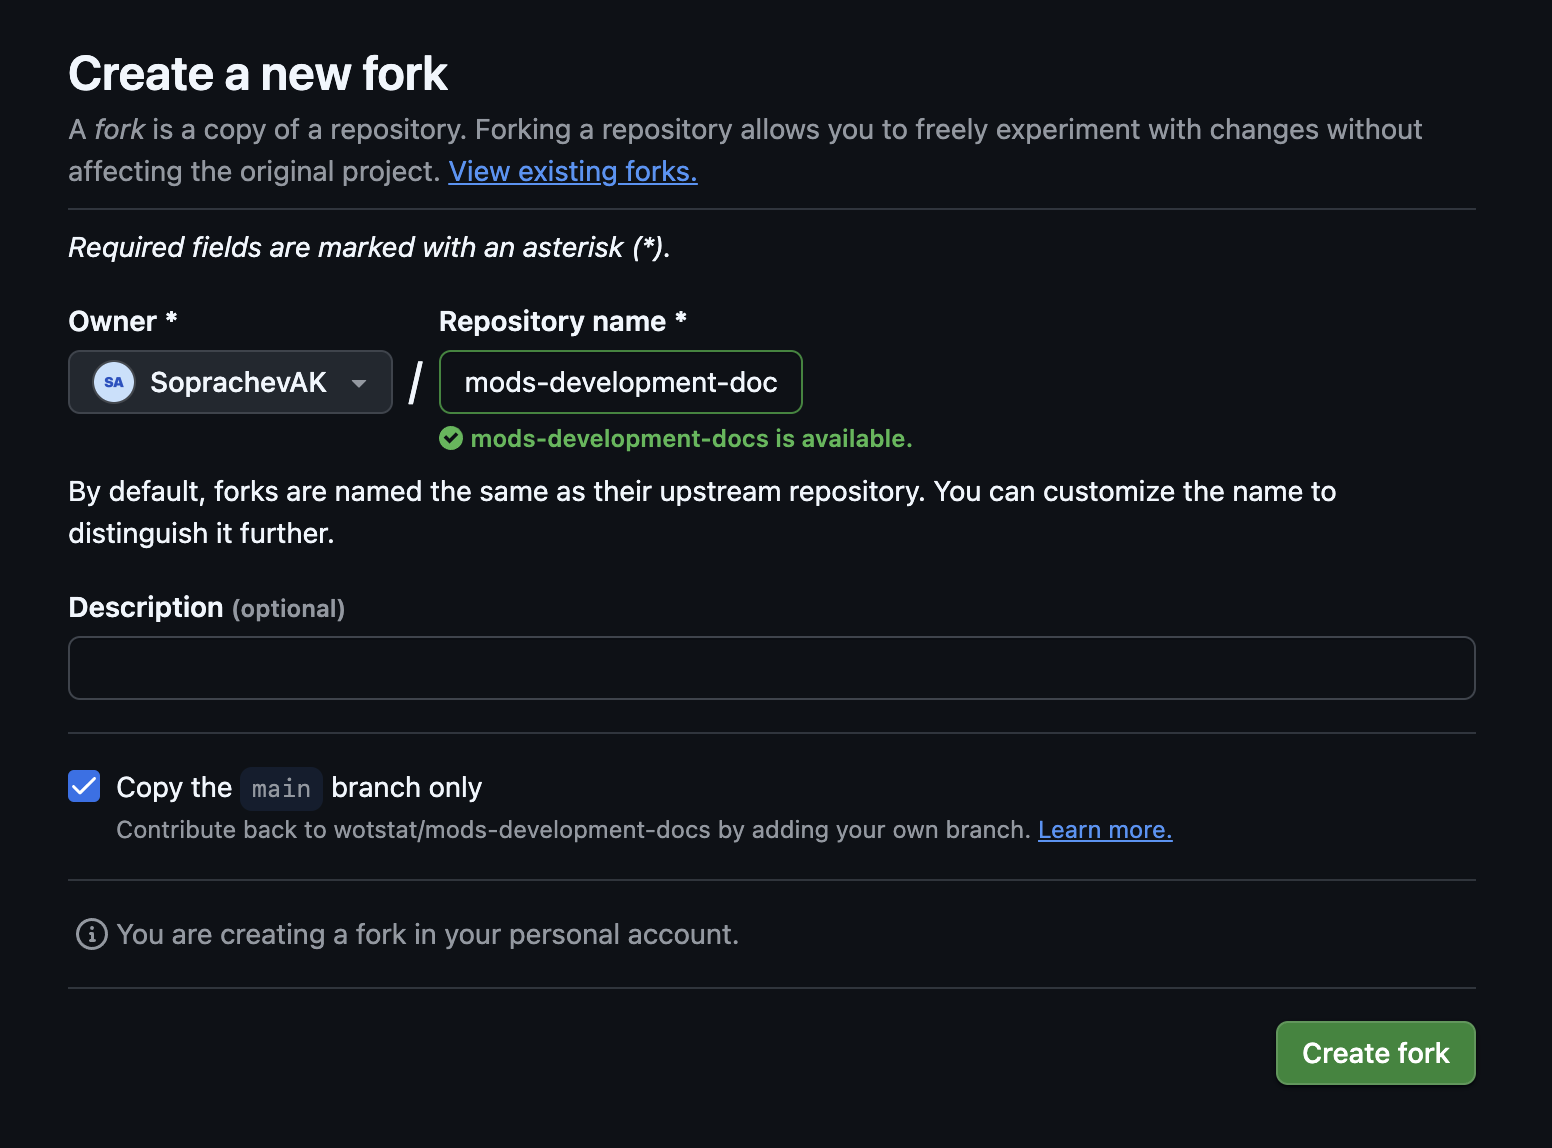 Create a new fork
A fork is a copy of a repository. Forking a repository allows you to freely experiment with changes without
affecting the original project. View existing forks.
Required fields are marked with an asterisk (*).
Owner * Repository name *
SA SoprachevAK / mods-development-doc
mods-development-docs is available.
By default, forks are named the same as their upstream repository. You can customize the name to
distinguish it further.
Description (optional)
Copy the main branch only
Contribute back to wotstat/mods-development-docs by adding your own branch. Learn more.
You are creating a fork in your personal account.
Create fork